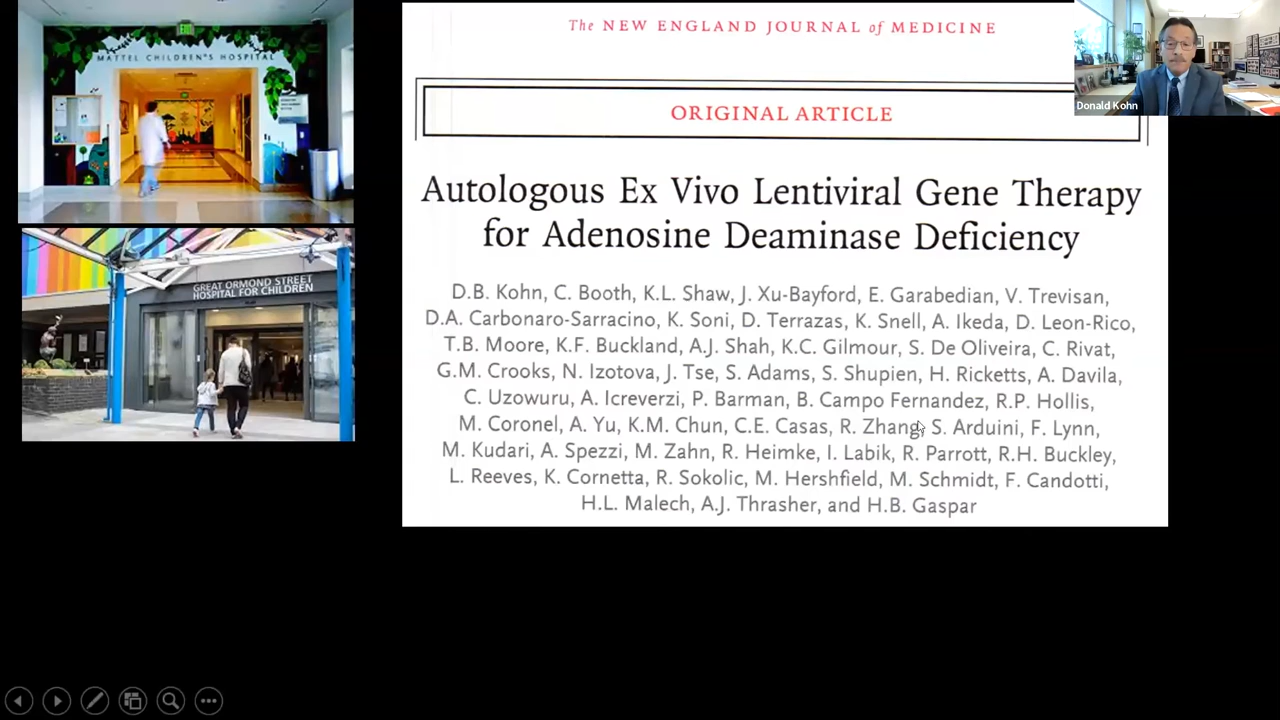 EXIT
MATTEL CHILDREN'S HOSPITAL
GREAT ORMOND STREET
HOSPITAL FOR CHILDREN
The NEW ENGLAND JOURNAL of MEDICINE
ORIGINAL ARTICLE
Autologous Ex Vivo Lentiviral Gene Therapy
for Adenosine Deaminase Deficiency
D.B. Kohn, C. Booth, K.L. Shaw, J. Xu-Bayford, E. Garabedian, V. Trevisan,
D.A. Carbonaro-Sarracino, K. Soni, D. Terrazas, K. Snell, A. Ikeda, D. Leon-Rico,
T.B. Moore, K.F. Buckland, A.J. Shah, K.C. Gilmour, S. De Oliveira, C. Rivat,
G.M. Crooks, N. Izotova, J. Tse, S. Adams, S. Shupien, H. Ricketts, A. Davila,
C. Uzowuru, A. Icreverzi, P. Barman, B. Campo Fernandez, R.P. Hollis,
M. Coronel, A. Yu, K.M. Chun, C.E. Casas, R. Zhang, S. Arduini, F. Lynn,
M. Kudari, A. Spezzi, M. Zahn, R. Heimke, I. Labik, R. Parrott, R.H. Buckley,
L. Reeves, K. Cornetta, R. Sokolic, M. Hershfield, M. Schmidt, F. Candotti,
H.L. Malech, A.J. Thrasher, and H.B. Gaspar
Donald Kohn